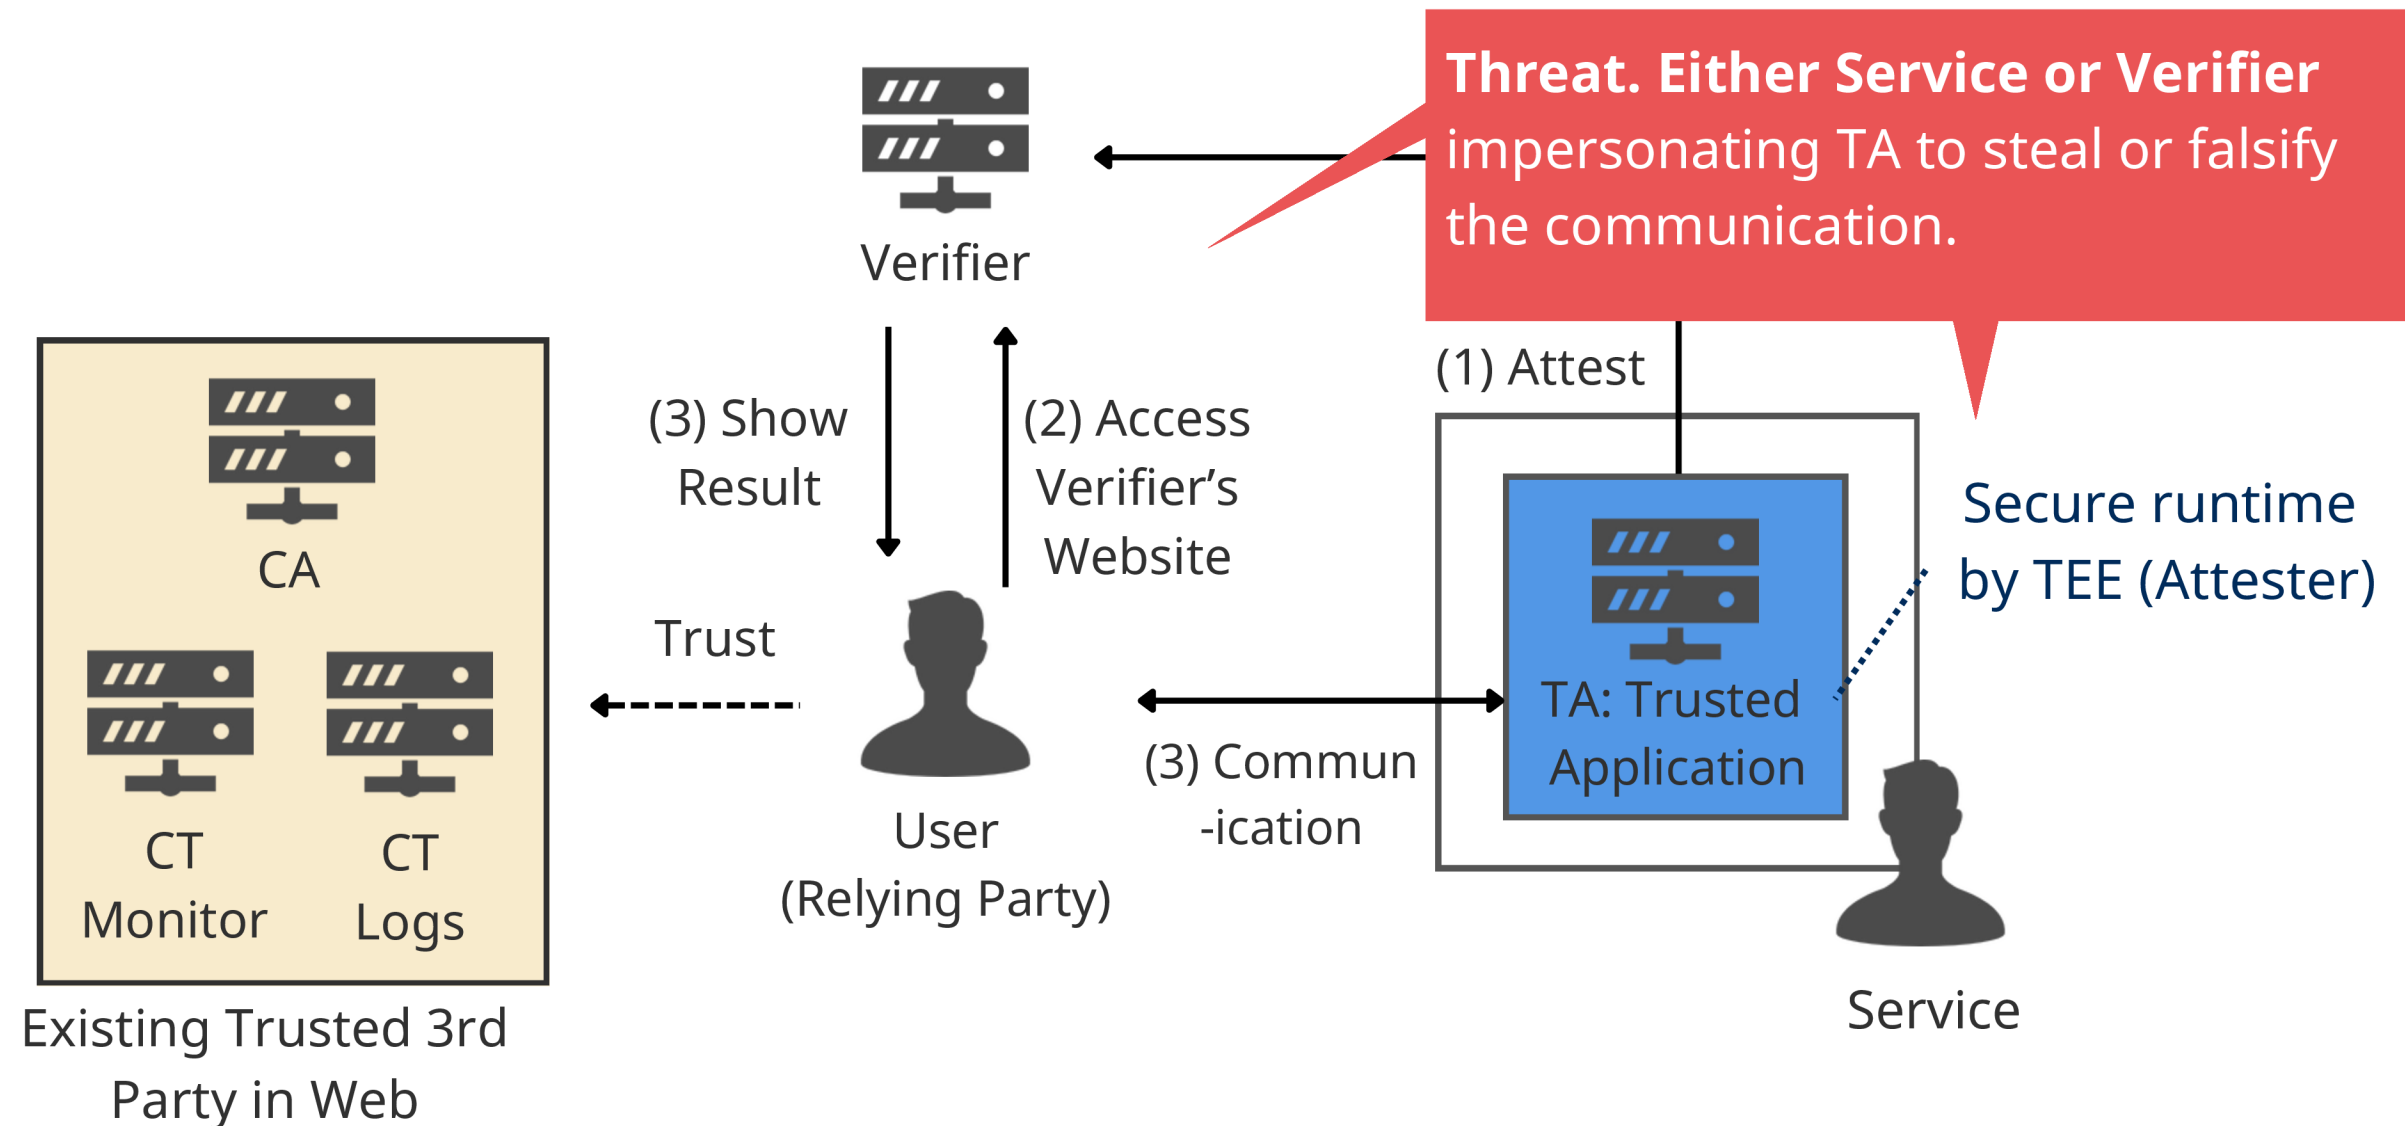 Threat. Either Service or Verifier
impersonating TA to steal or falsify
the communication.
Verifier
(1) Attest
(3) Show
Result
(2) Access
Verifier’s
Website
CA
Trust
Secure runtime
by TEE (Attester)
TA: Trusted
Application
(3) Commun
-ication
CT
Monitor
CT
Logs
User
(Relying Party)
Service
Existing Trusted 3rd
Party in Web